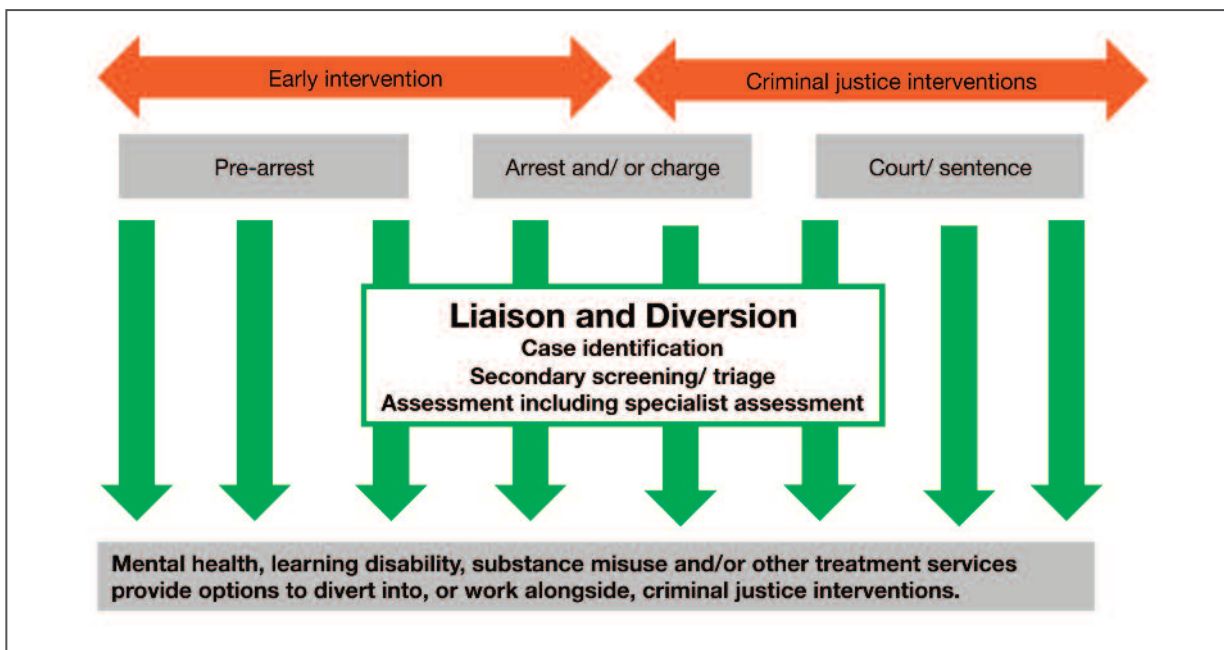 Early intervention
Criminal justice interventions
Pre-arrest
Arrest and/ or charge
Court/ sentence
Liaison and Diversion
Case identification
Secondary screening/ triage
Assessment including specialist assessment
Mental health, learning disability, substance misuse and/or other treatment services
provide options to divert into, or work alongside, criminal justice interventions.